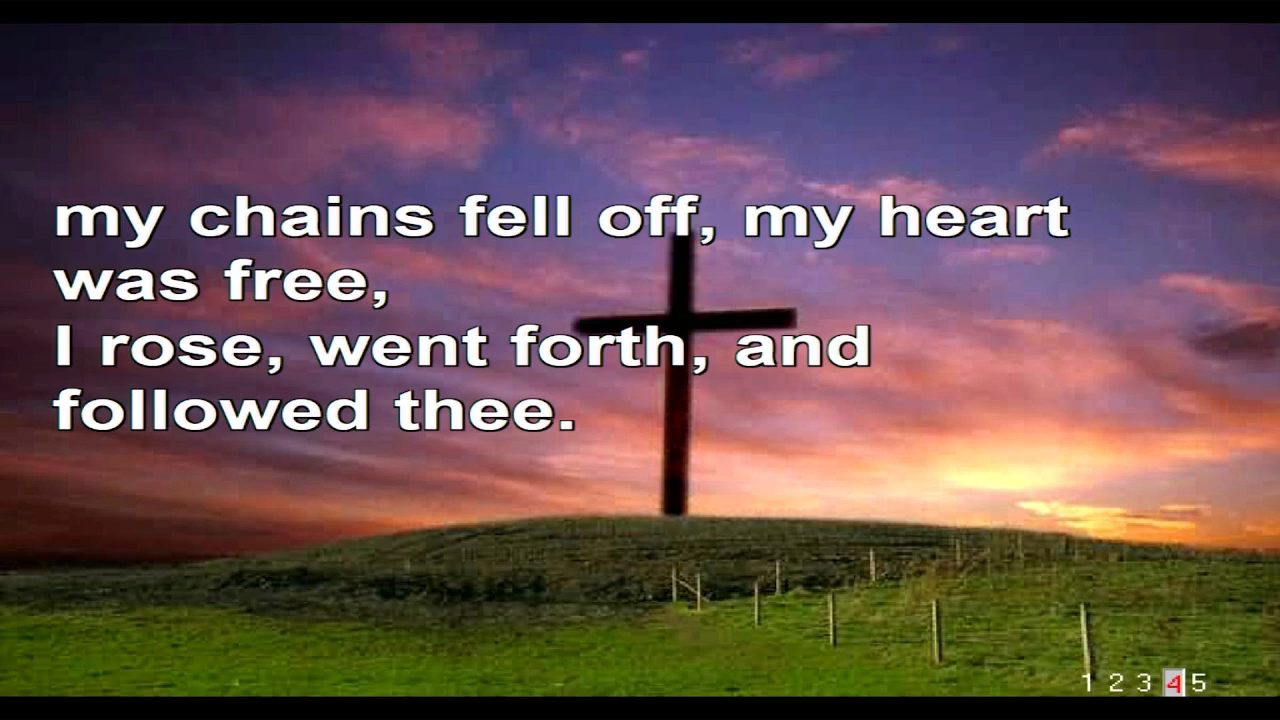 my chains fell off, my heart
was free,
I rose, went forth, and
followed thee.
1 2 3 4 5